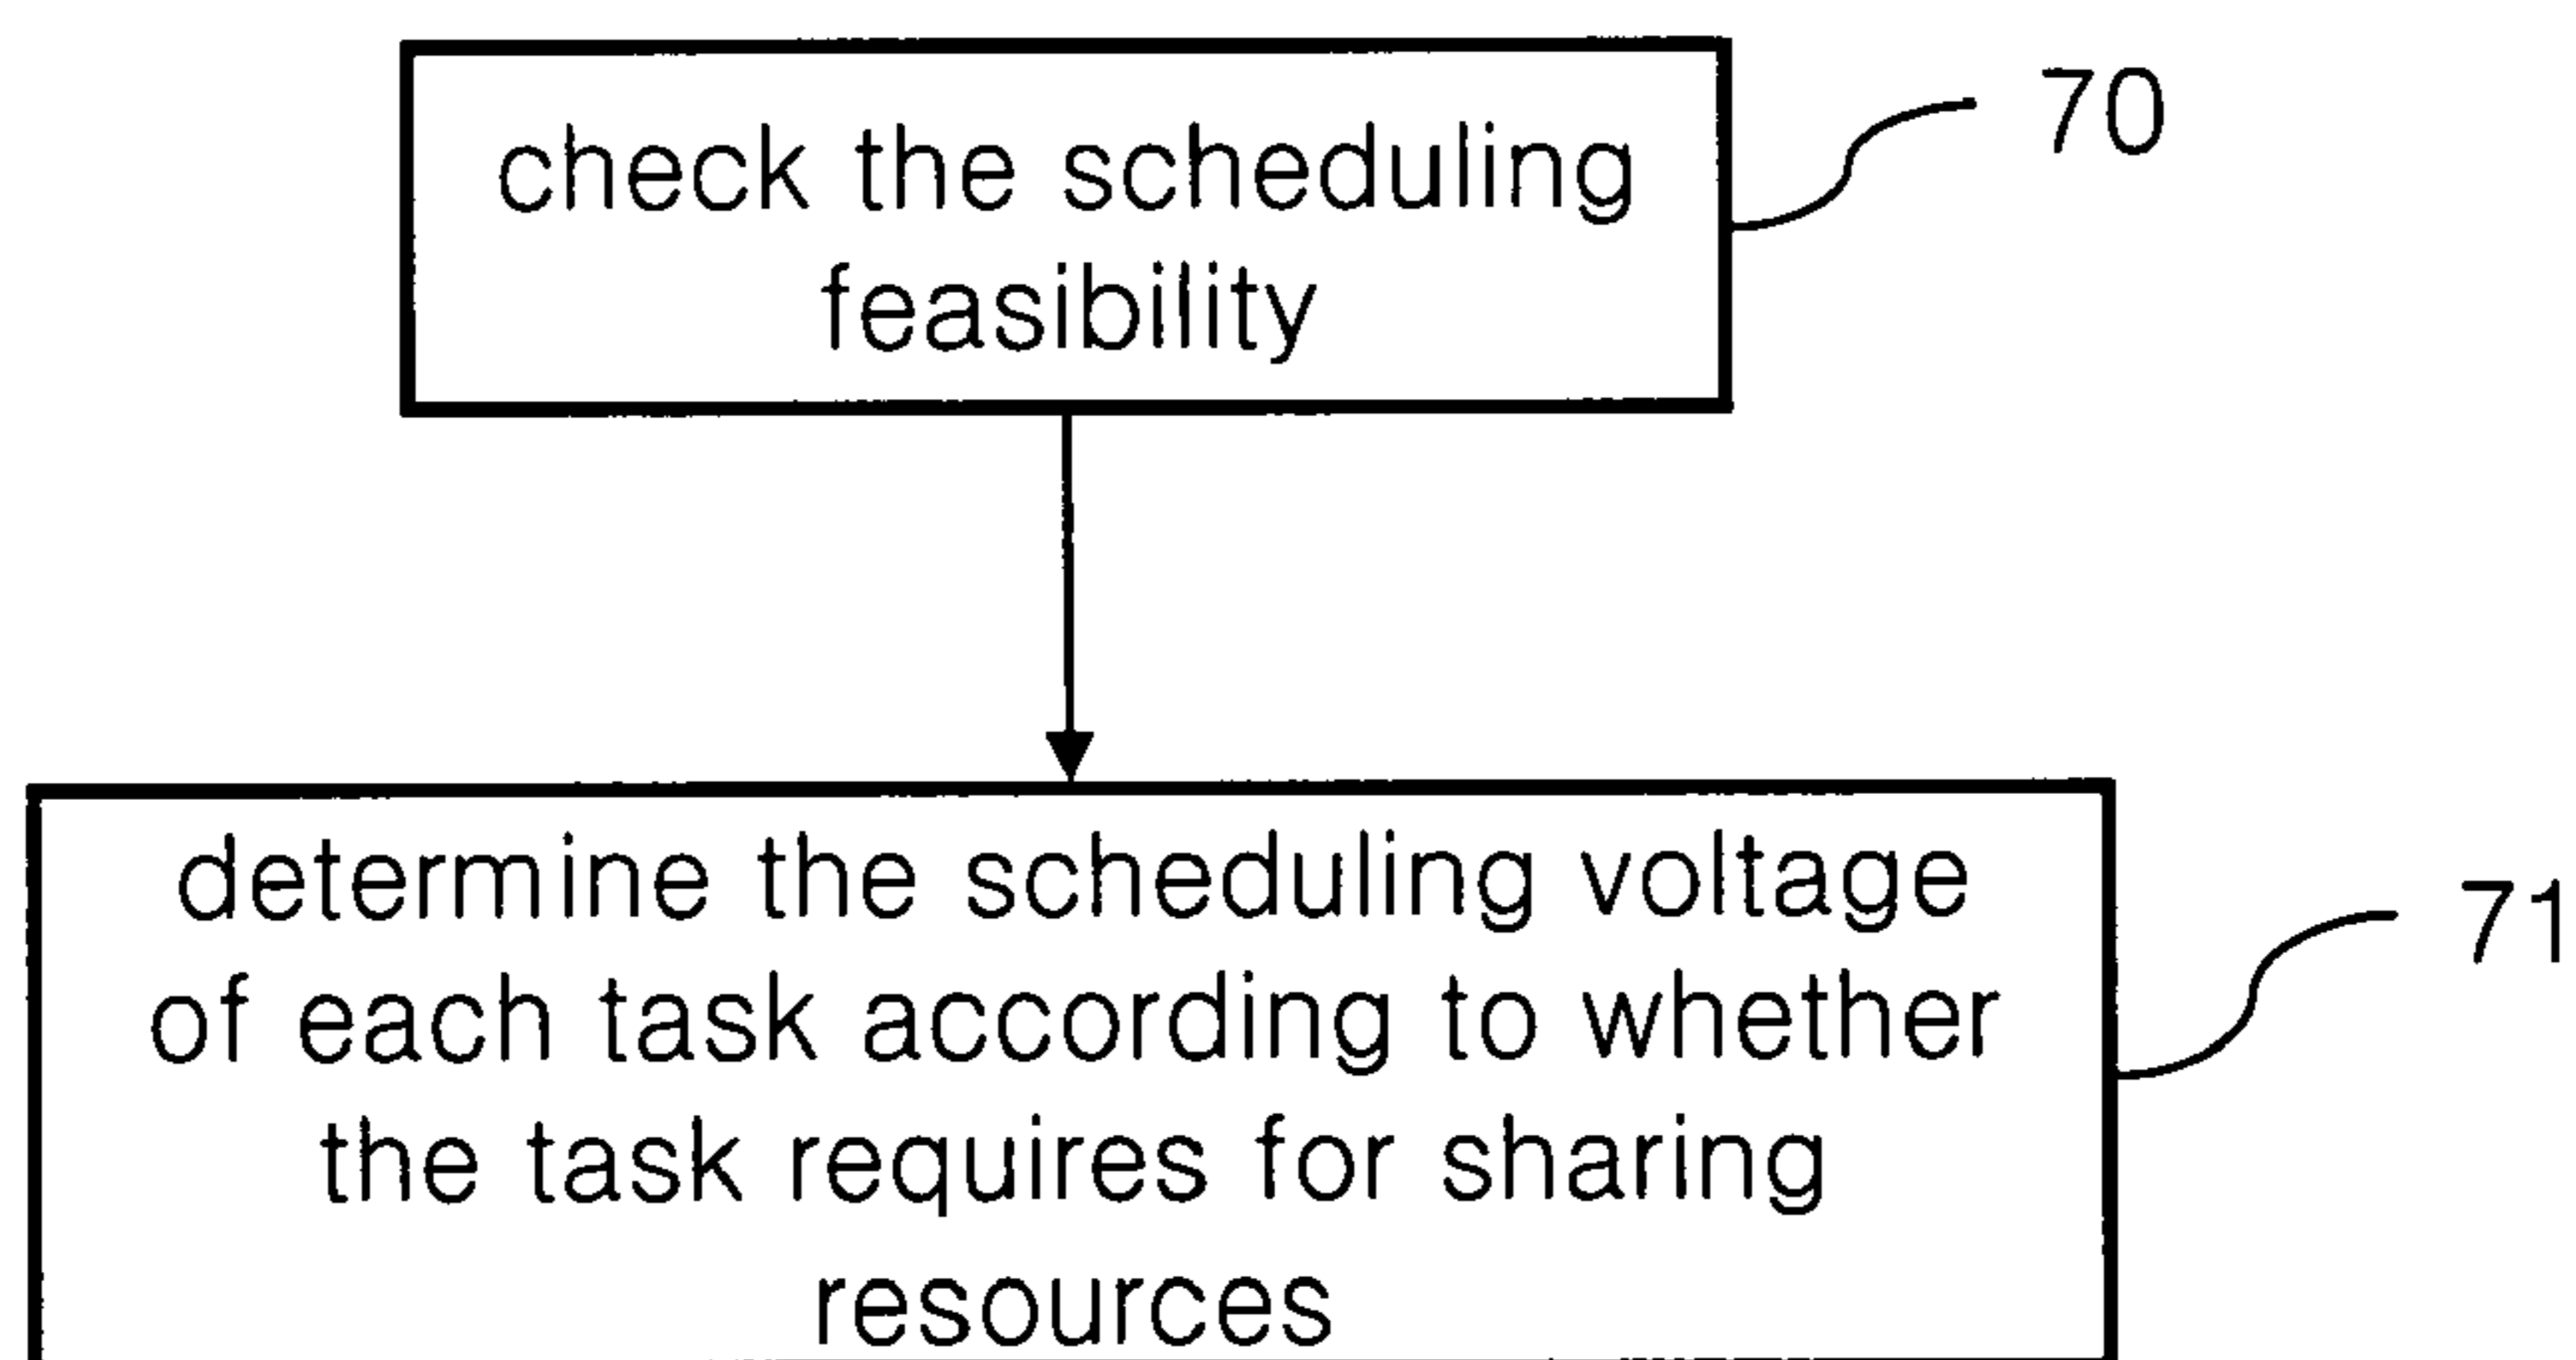 check the scheduling
feasibility
70
determine the scheduling voltage
of each task according to whether
the task requires for sharing
resources
71